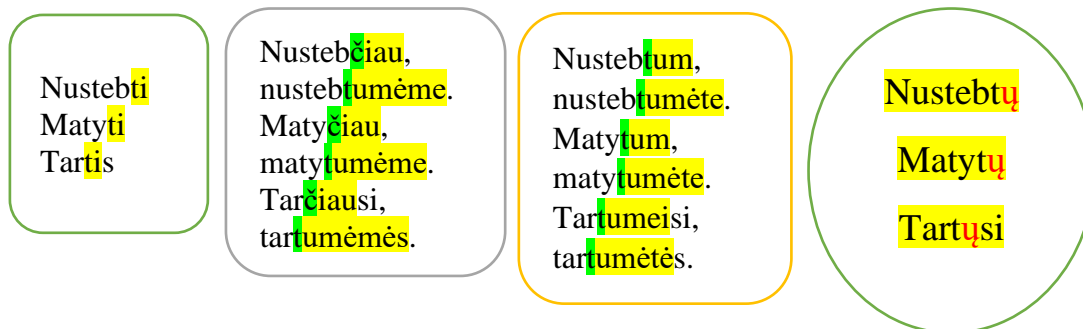 Nustebti
Matyti
Tartis
Nustebčiau,
nustebtumėme.
Matyčiau,
matytumėme.
Tarčiausi,
tartumėmės.
Nustebtum,
nustebtumėte.
Matytum,
matytumėte.
Tartumeisi,
tartumėtės.
Nustebtų
Matytų
Tartųsi